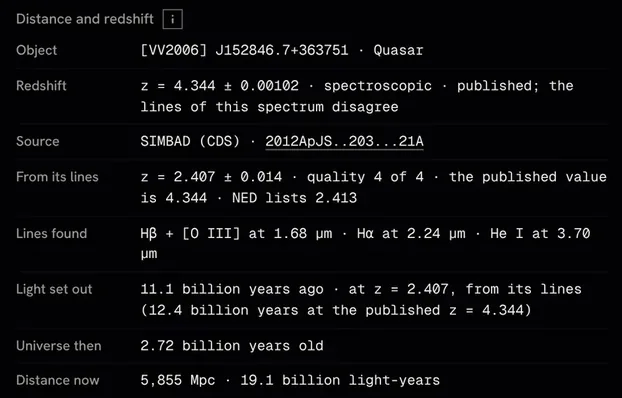 Distance and redshift i
Object [VV2006] J152846.7+363751 · Quasar
Redshift z = 4.344 ± 0.00102 · spectroscopic · published; the
lines of this spectrum disagree
Source SIMBAD (CDS) · 2012ApJS..203...21A
From its lines z = 2.407 ± 0.014 · quality 4 of 4 · the published value
is 4.344 · NED lists 2.413
Lines found Hβ + [O III] at 1.68 μm · Hα at 2.24 μm · He I at 3.70
μm
Light set out 11.1 billion years ago · at z = 2.407, from its lines
(12.4 billion years at the published z = 4.344)
Universe then 2.72 billion years old
Distance now 5,855 Mpc · 19.1 billion light-years